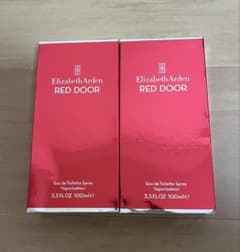 Elizabeth Arden
RED DOOR
Eau de Toilette Spray
Vaporisateur
3.3 FL OZ 100ml ℮
Elizabeth Arden
RED DOOR
Eau de Toilette Spray
Vaporisateur
3.3 FL OZ 100ml ℮